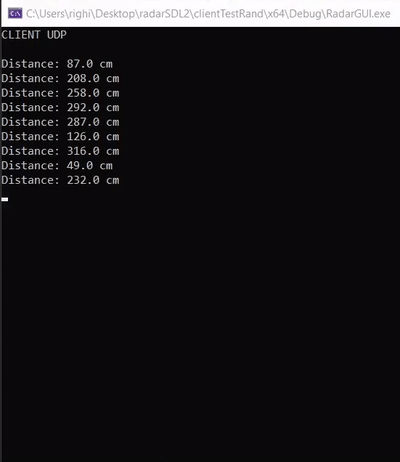 C:\Users\righi\Desktop\radarSDL2\clientTestRand\x64\Debug\RadarGUI.exe
CLIENT UDP
Distance: 87.0 cm
Distance: 208.0 cm
Distance: 258.0 cm
Distance: 292.0 cm
Distance: 287.0 cm
Distance: 126.0 cm
Distance: 316.0 cm
Distance: 49.0 cm
Distance: 232.0 cm